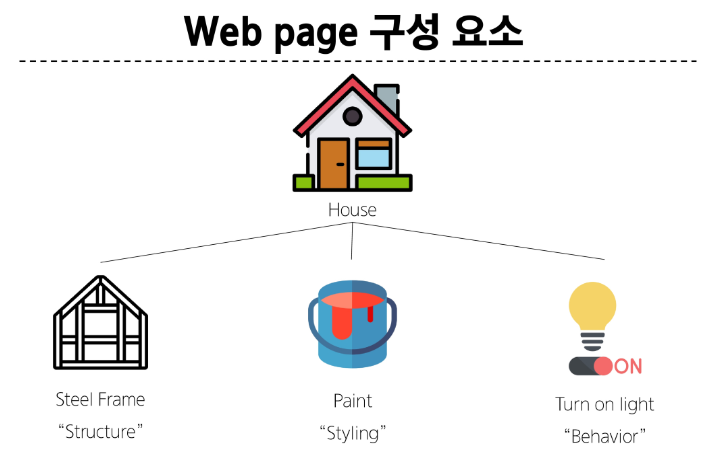 Web page 구성 요소
House
Steel Frame
"Structure"
Paint
"Styling"
ON
Turn on light
"Behavior"